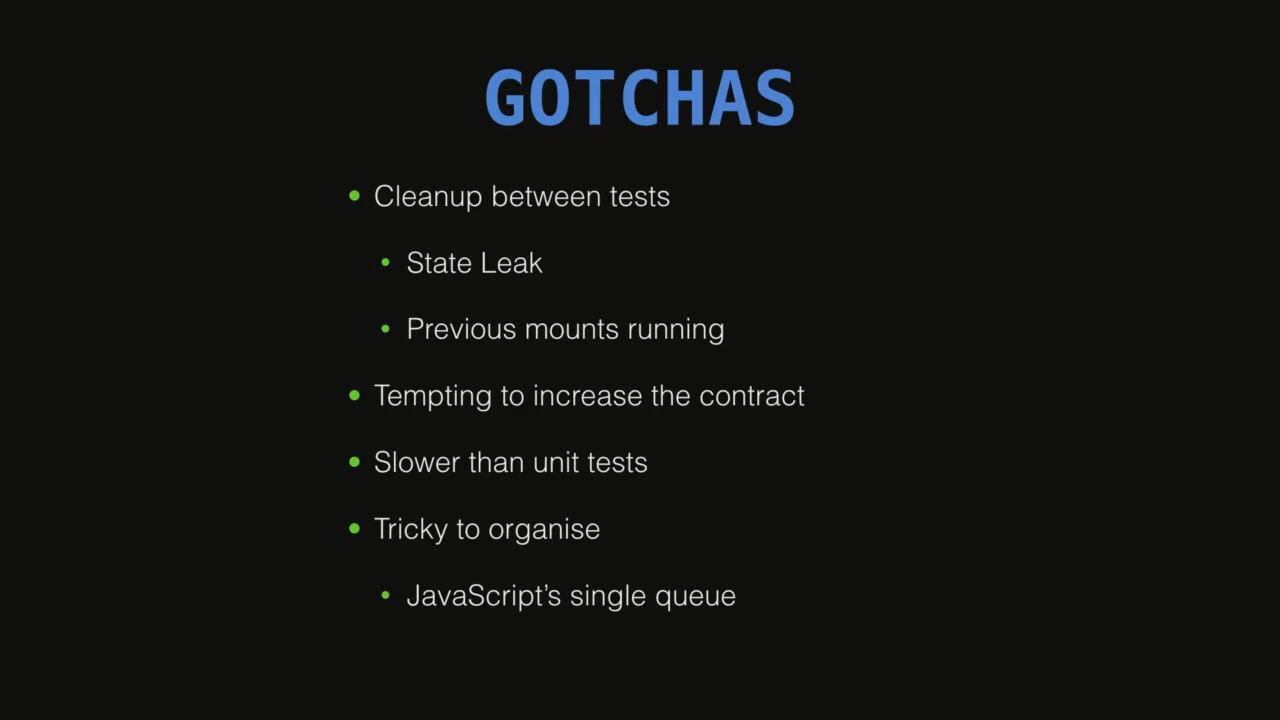 GOTCHAS
• Cleanup between tests
• State Leak
• Previous mounts running
• Tempting to increase the contract
• Slower than unit tests
• Tricky to organise
• JavaScript’s single queue